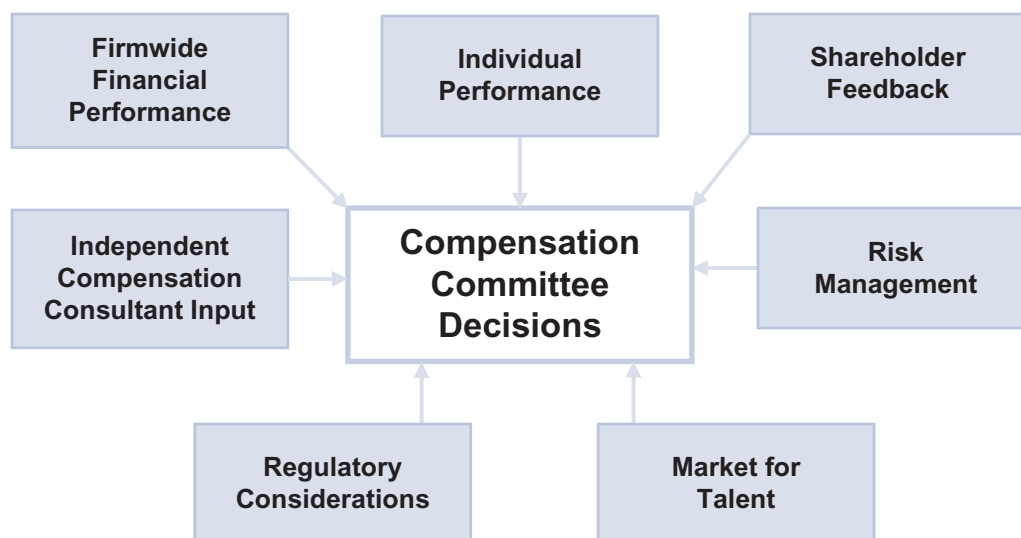 Firmwide
Financial
Performance
Individual
Performance
Shareholder
Feedback
Independent
Compensation
Consultant Input
Compensation
Committee
Decisions
Risk
Management
Regulatory
Considerations
Market for
Talent